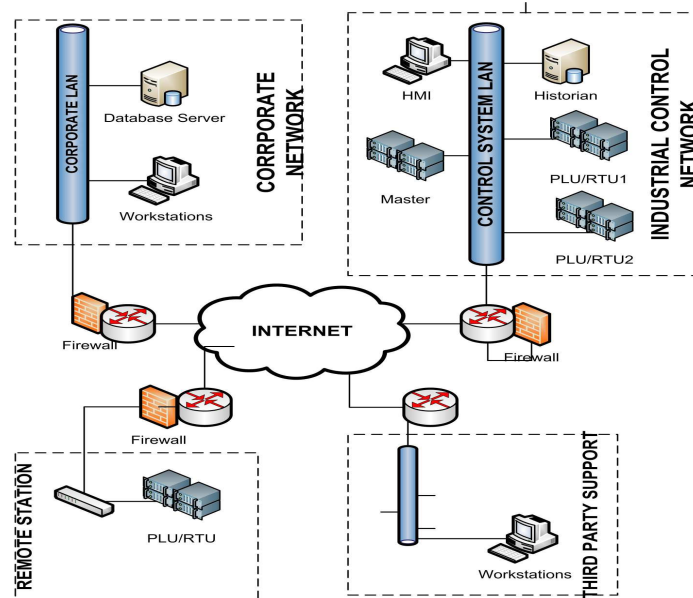 CORPORATE LAN
Database Server
Workstations
CORRPORATE
NETWORK
HMI
Historian
CONTROL SYSTEM LAN
Master
PLU/RTU1
PLU/RTU2
INDUSTRIAL CONTROL
NETWORK
Firewall
INTERNET
Firewall
Firewall
REMOTE STATION
PLU/RTU
Workstations
THIRD PARTY SUPPORT